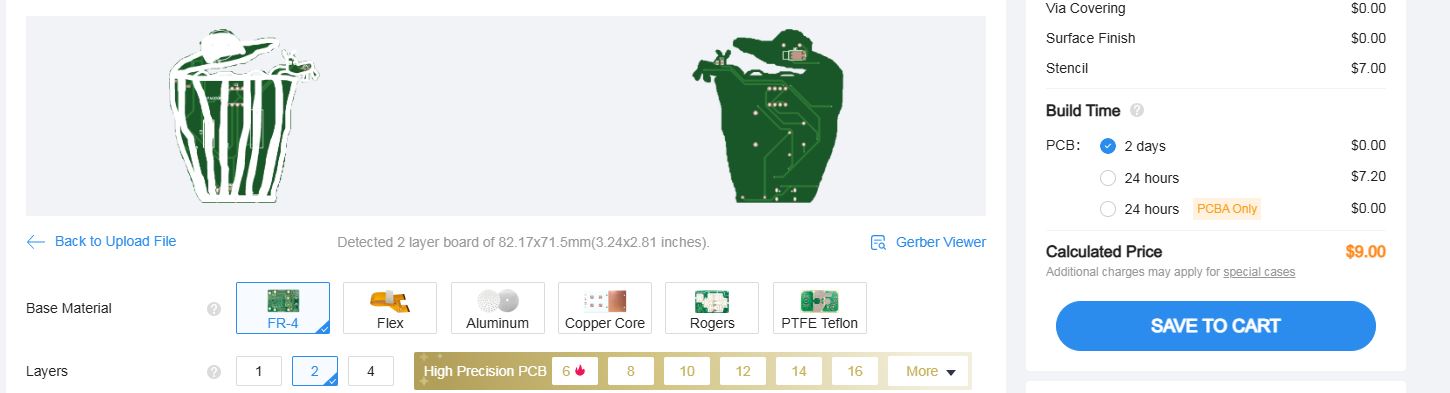 Via Covering $0.00
Surface Finish $0.00
Stencil $7.00
Build Time ?
PCB: 2 days $0.00
24 hours $7.20
24 hours PCBA Only $0.00
Calculated Price $9.00
Additional charges may apply for special cases
SAVE TO CART
Back to Upload File Detected 2 layer board of 82.17x71.5mm(3.24x2.81 inches). Gerber Viewer
Base Material ? FR-4 Flex Aluminum Copper Core Rogers PTFE Teflon
Layers ? 1 2 4 High Precision PCB 6 8 10 12 14 16 More